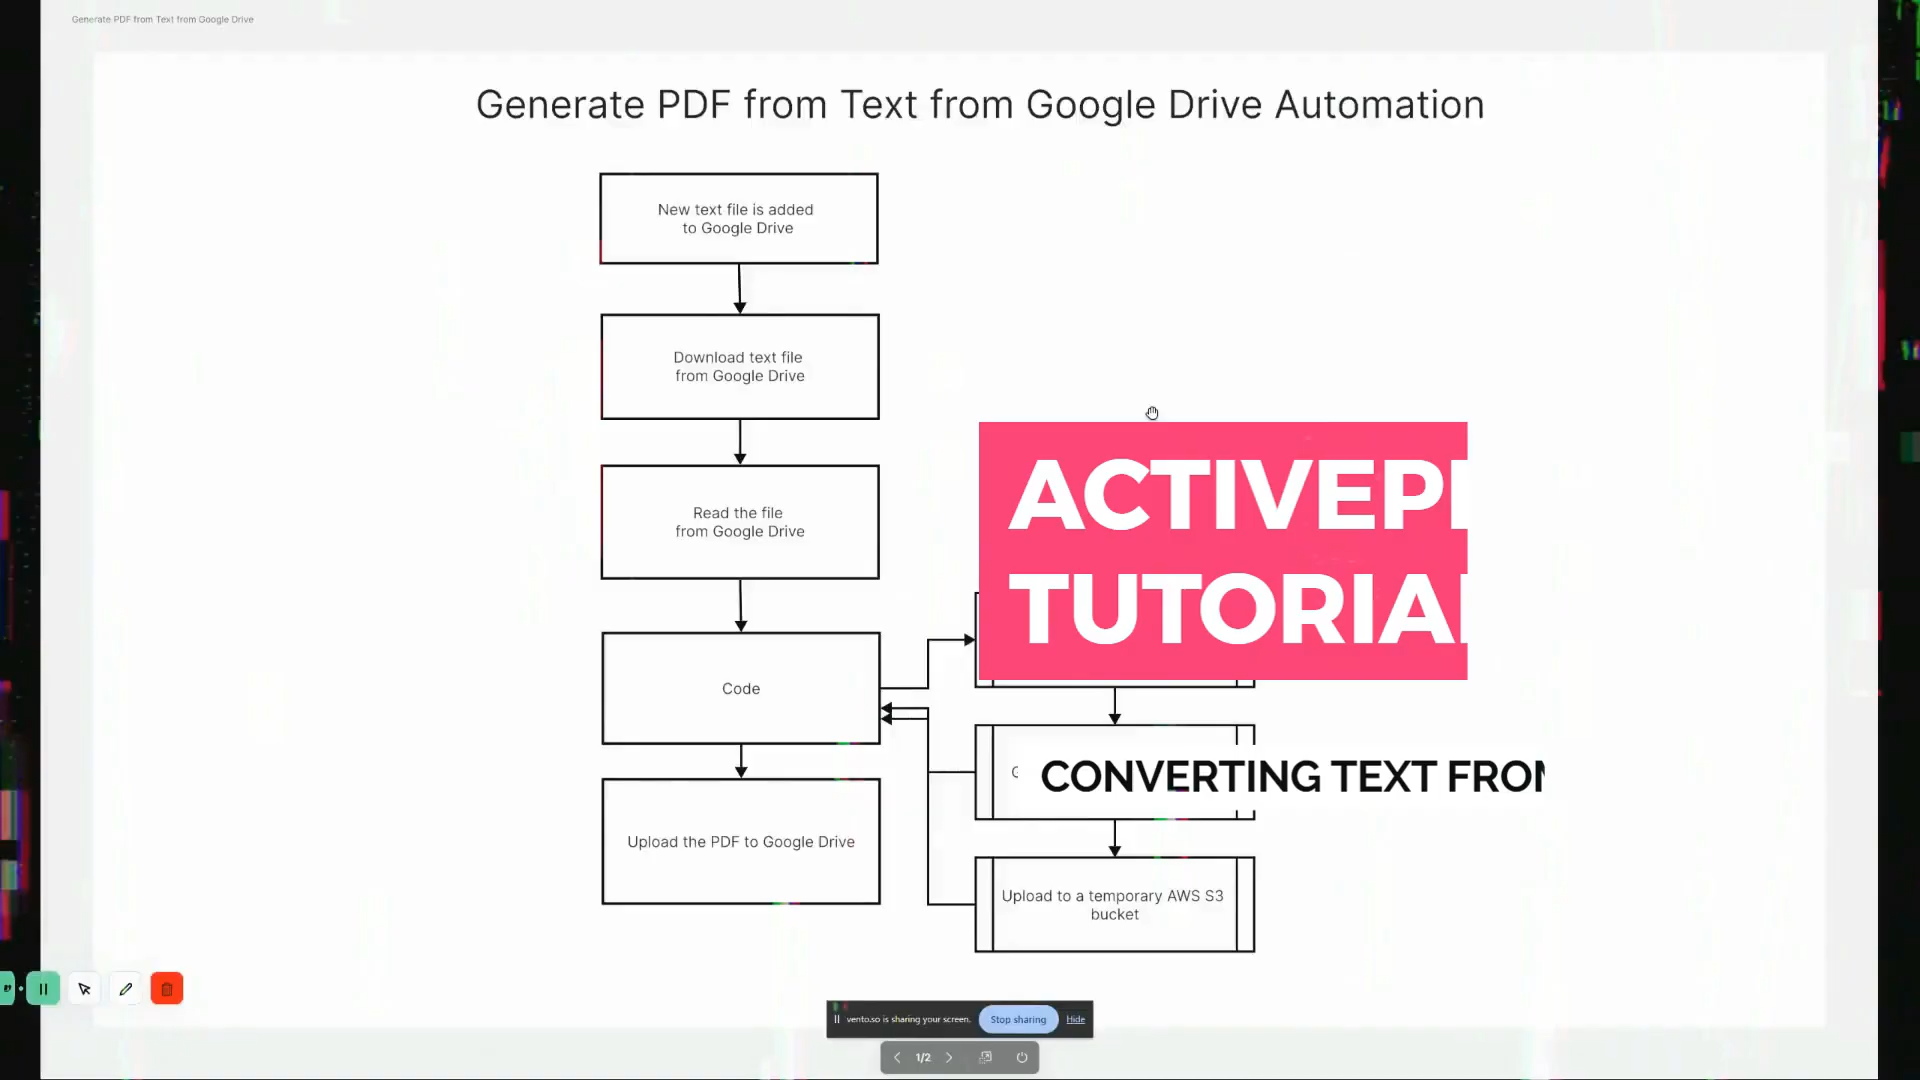 Generate PDF from Text from Google Drive
Generate PDF from Text from Google Drive Automation
New text file is added
to Google Drive
Download text file
from Google Drive
Read the file
from Google Drive
Code
Upload the PDF to Google Drive
ACTIVEPI
TUTORIAL
G
CONVERTING TEXT FROM
Upload to a temporary AWS S3
bucket
vento.so is sharing your screen.
Stop sharing
Hide
1/2